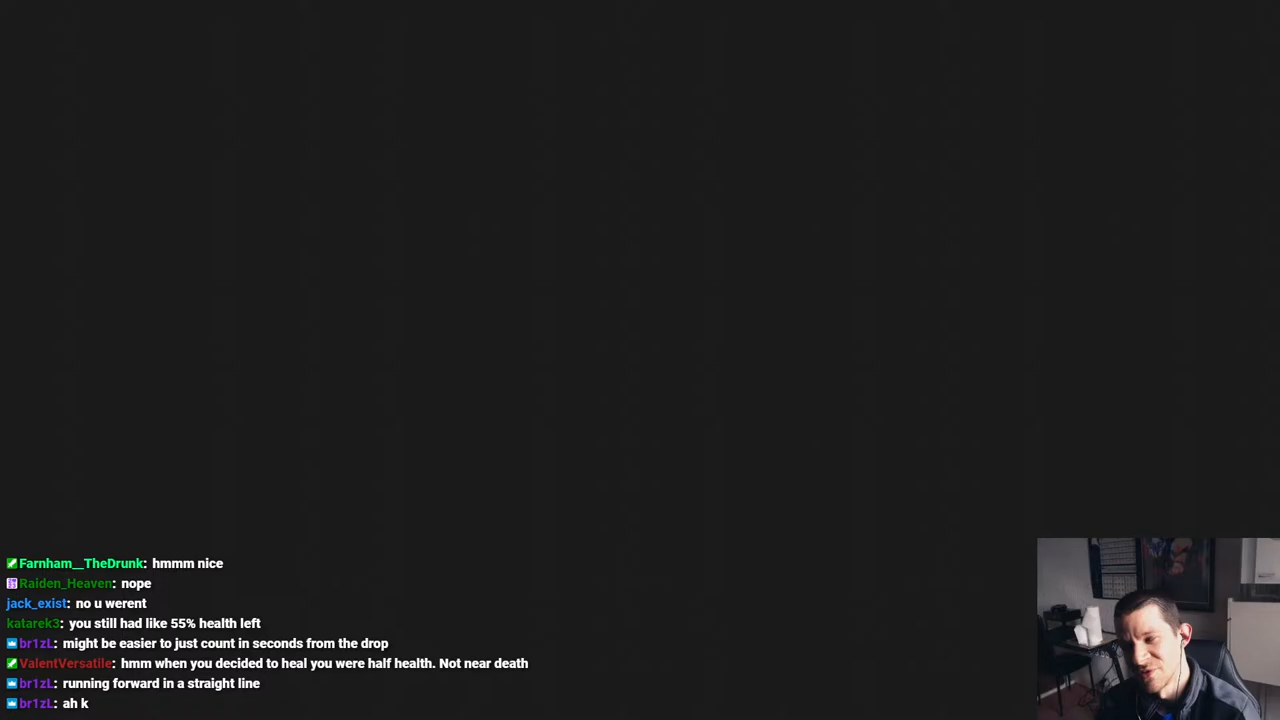 Farnham__TheDrunk: hmmm nice
Raiden_Heaven: nope
jack_exist: no u werent
katarek3: you still had like 55% health left
br1zL: might be easier to just count in seconds from the drop
ValentVersatile: hmm when you decided to heal you were half health. Not near death
br1zL: running forward in a straight line
br1zL: ah k